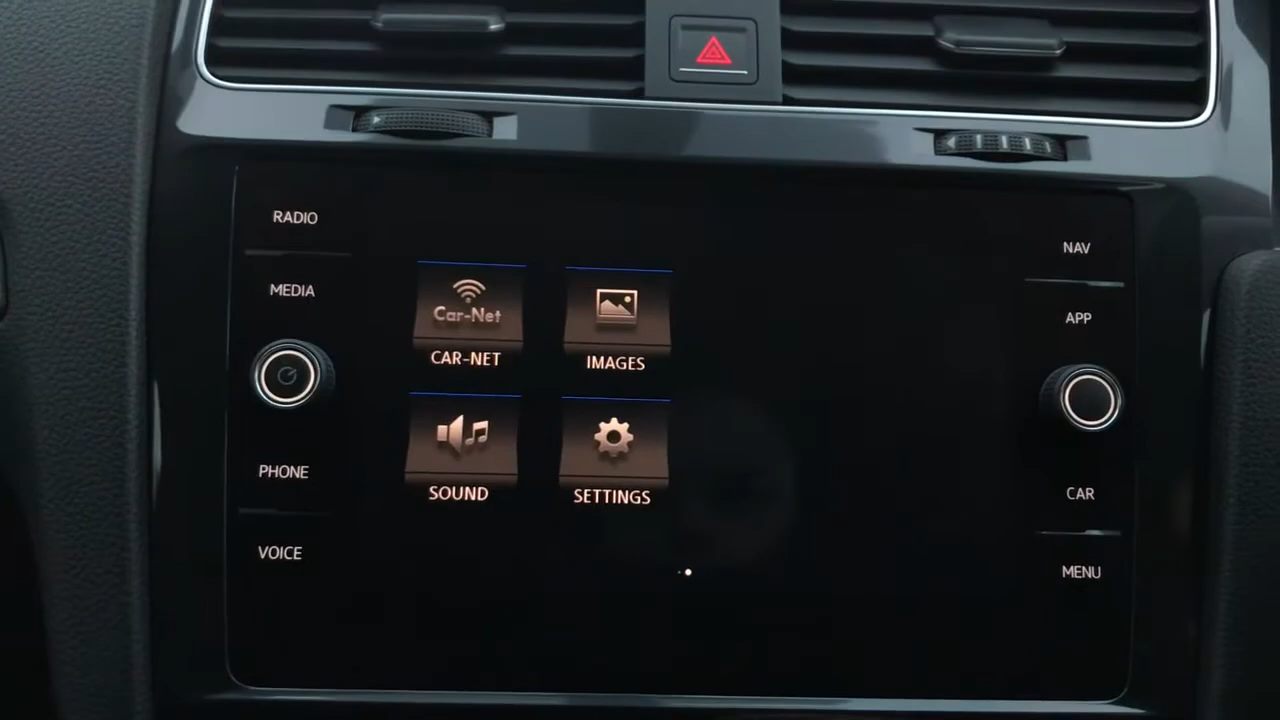 RADIO
MEDIA
PHONE
VOICE
Car-Net
CAR-NET
IMAGES
SOUND
SETTINGS
NAV
APP
CAR
MENU